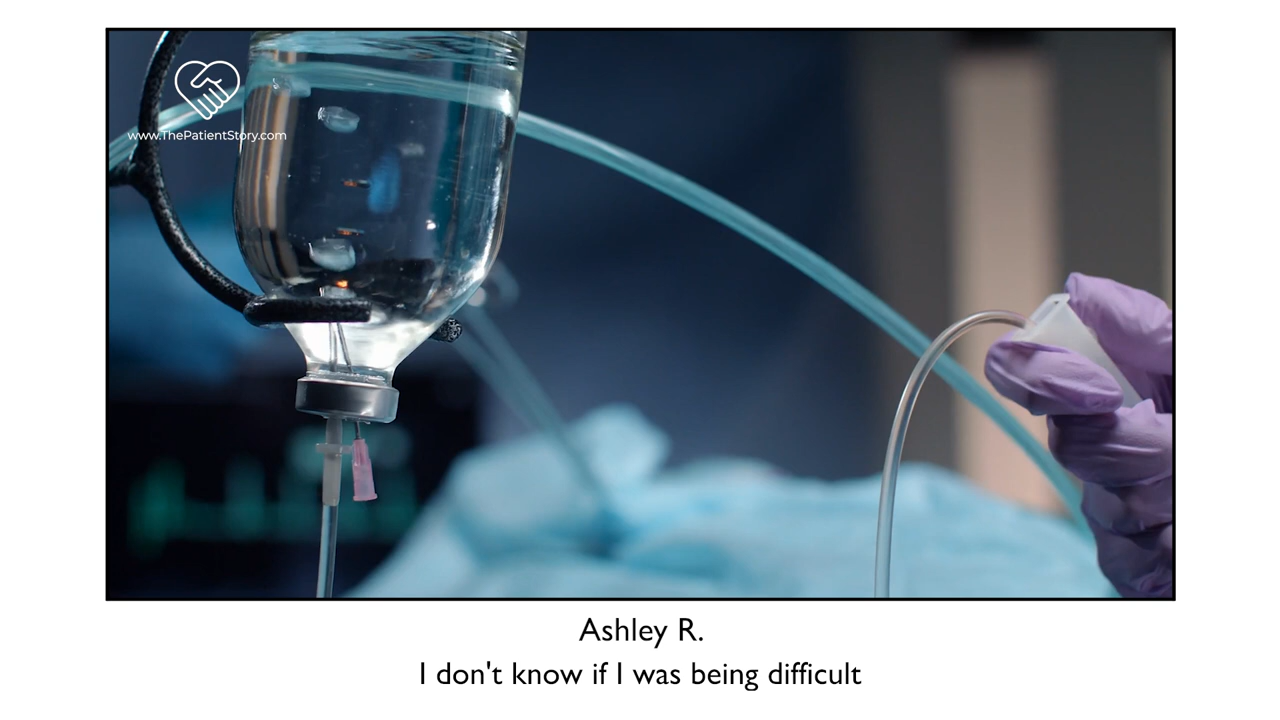 www.ThePatientStory.com
Ashley R.
I don't know if I was being difficult